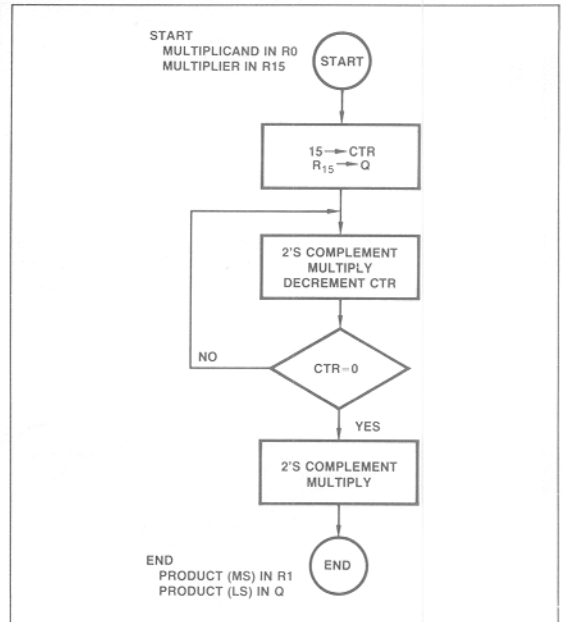 START
MULTIPLICAND IN R0
MULTIPLIER IN R15
START
15→CTR
R15→Q
2'S COMPLEMENT
MULTIPLY
DECREMENT CTR
NO
CTR=0
YES
2'S COMPLEMENT
MULTIPLY
END
PRODUCT (MS) IN R1
PRODUCT (LS) IN Q
END